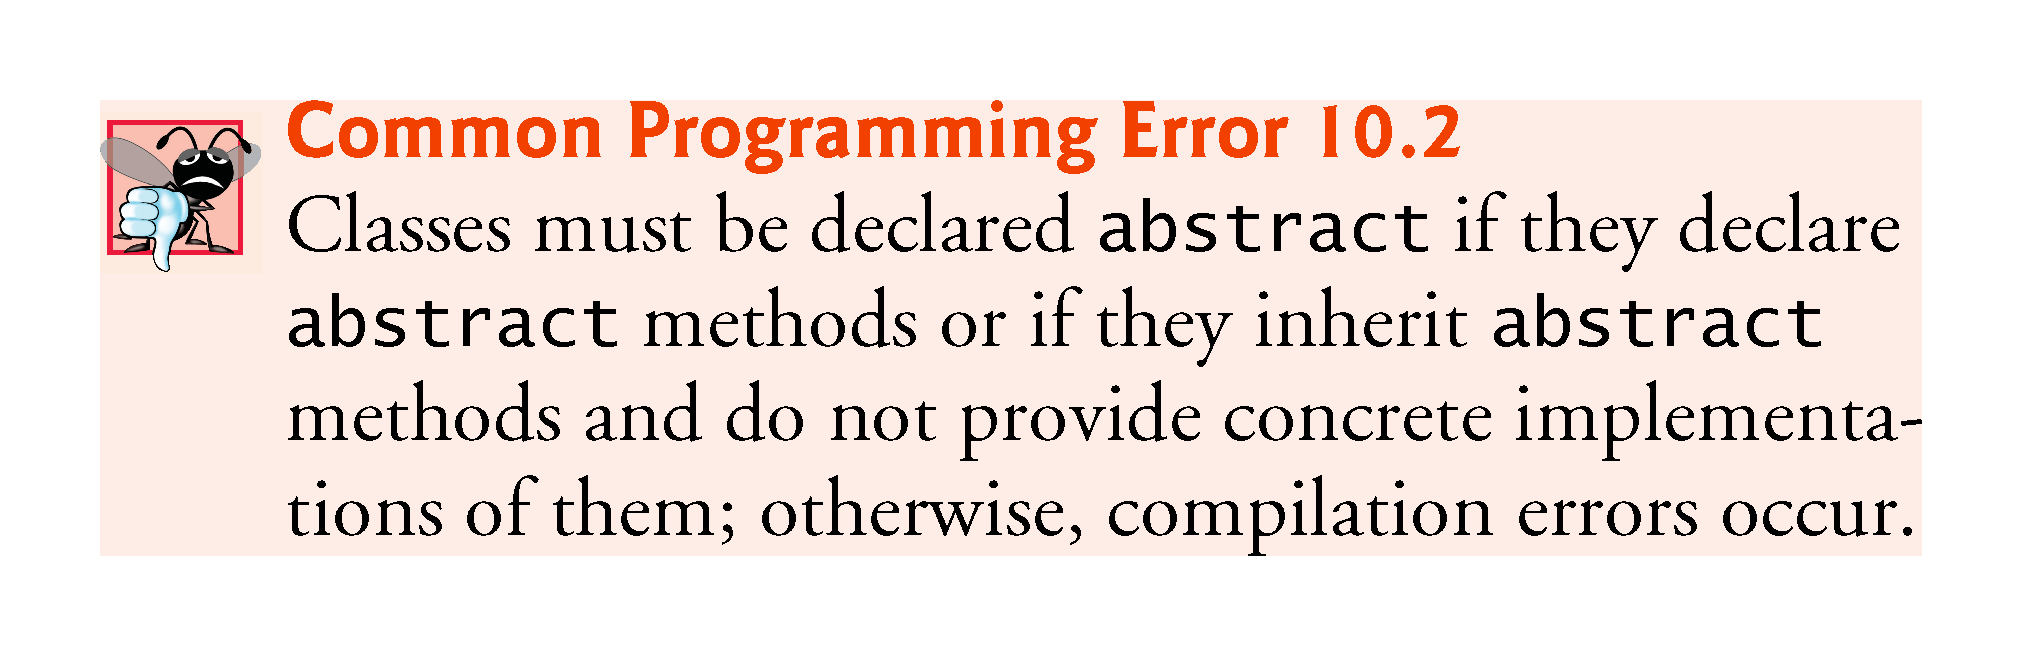 Common Programming Error 10.2
Classes must be declared abstract if they declare
abstract methods or if they inherit abstract
methods and do not provide concrete implementa-
tions of them; otherwise, compilation errors occur.